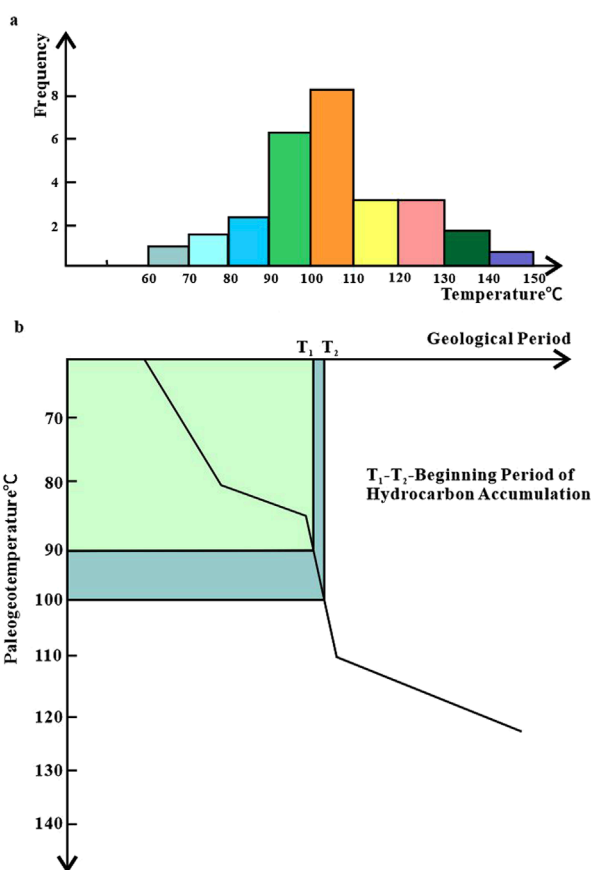 a
Frequency
8
6
4
2
60 70 80 90 100 110 120 130 140 150
Temperature℃
b
Geological Period
T₁ T₂
70
80
90
100
110
120
130
140
Paleogeotemperature℃
T₁-T₂-Beginning Period of
Hydrocarbon Accumulation